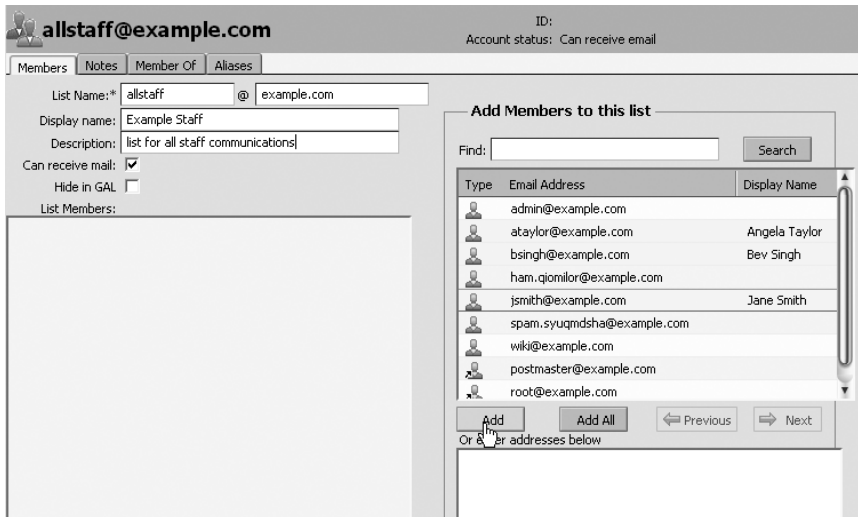 allstaff@example.com
ID:
Account status: Can receive email
Members Notes Member Of Aliases
List Name:* allstaff @ example.com
Display name: Example Staff
Description: list for all staff communications
Can receive mail:
Hide in GAL
List Members:
Add Members to this list
Find: Search
Type Email Address Display Name
admin@example.com
ataylor@example.com Angela Taylor
bsingh@example.com Bev Singh
ham.qiomilor@example.com
jsmith@example.com Jane Smith
spam.syuqmdsha@example.com
wiki@example.com
postmaster@example.com
root@example.com
Add Add All Previous Next
Or enter addresses below